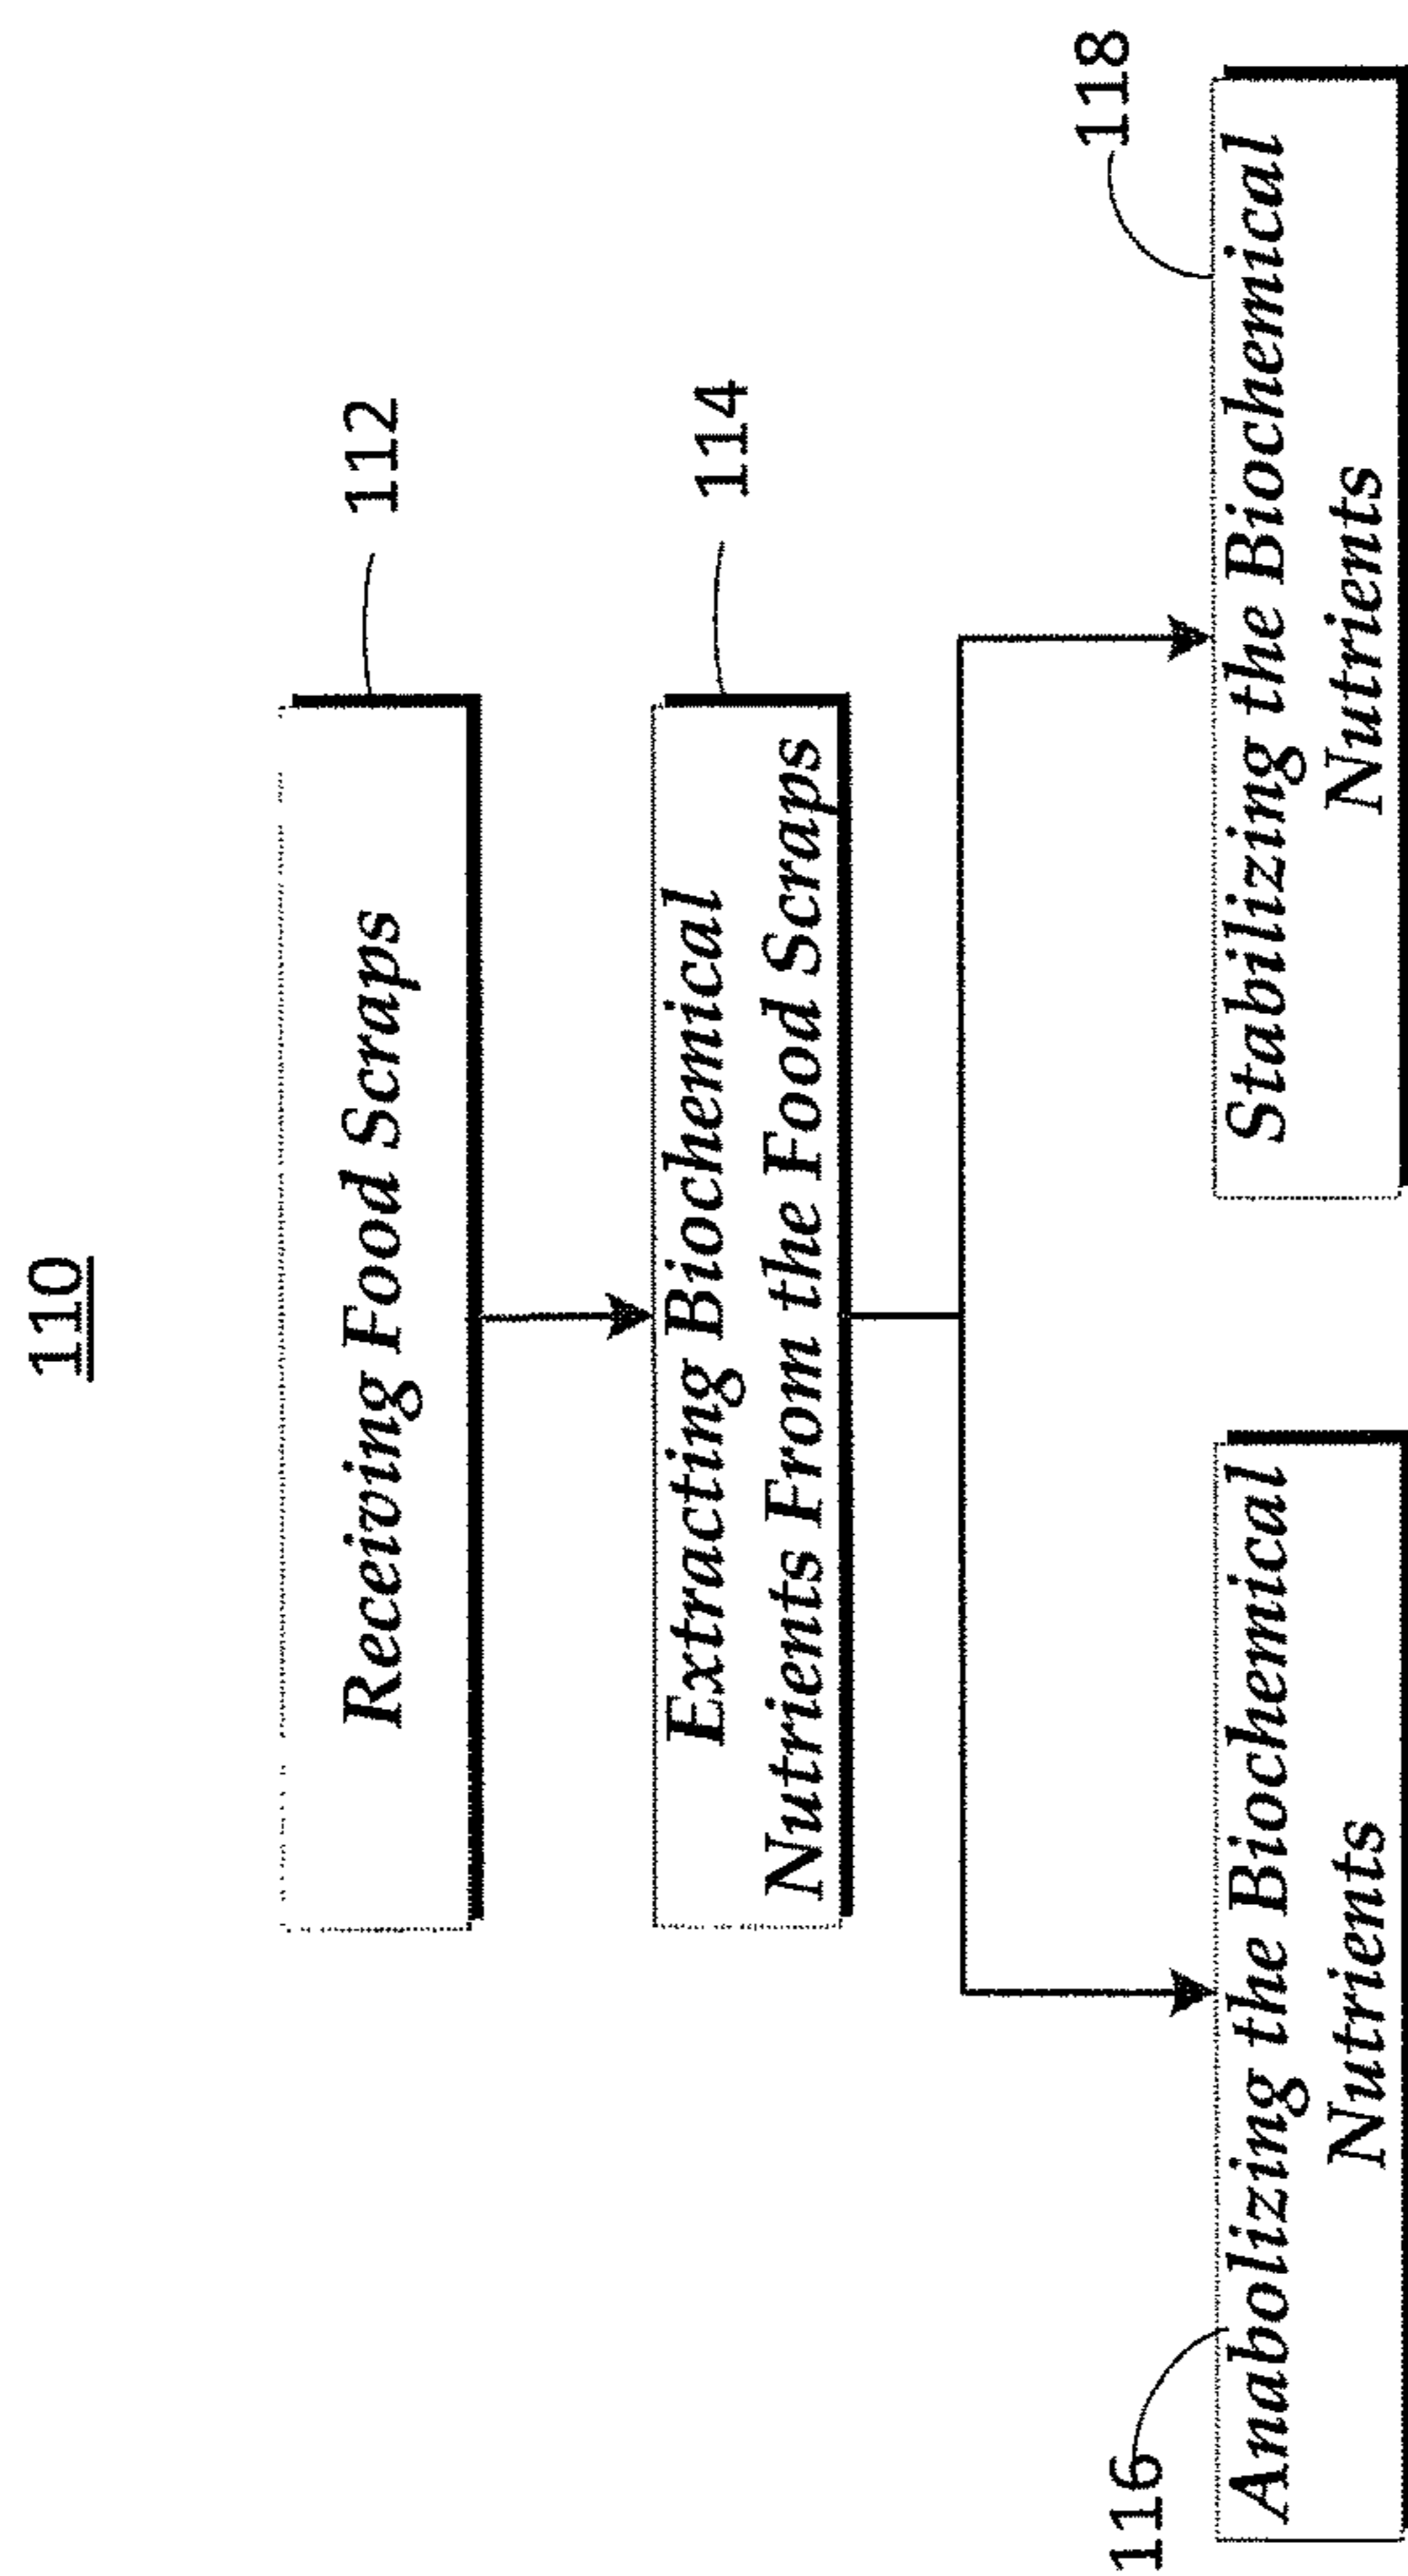 110
Receiving Food Scraps
112
Extracting Biochemical
Nutrients From the Food Scraps
114
116
Anabolizing the Biochemical
Nutrients
118
Stabilizing the Biochemical
Nutrients